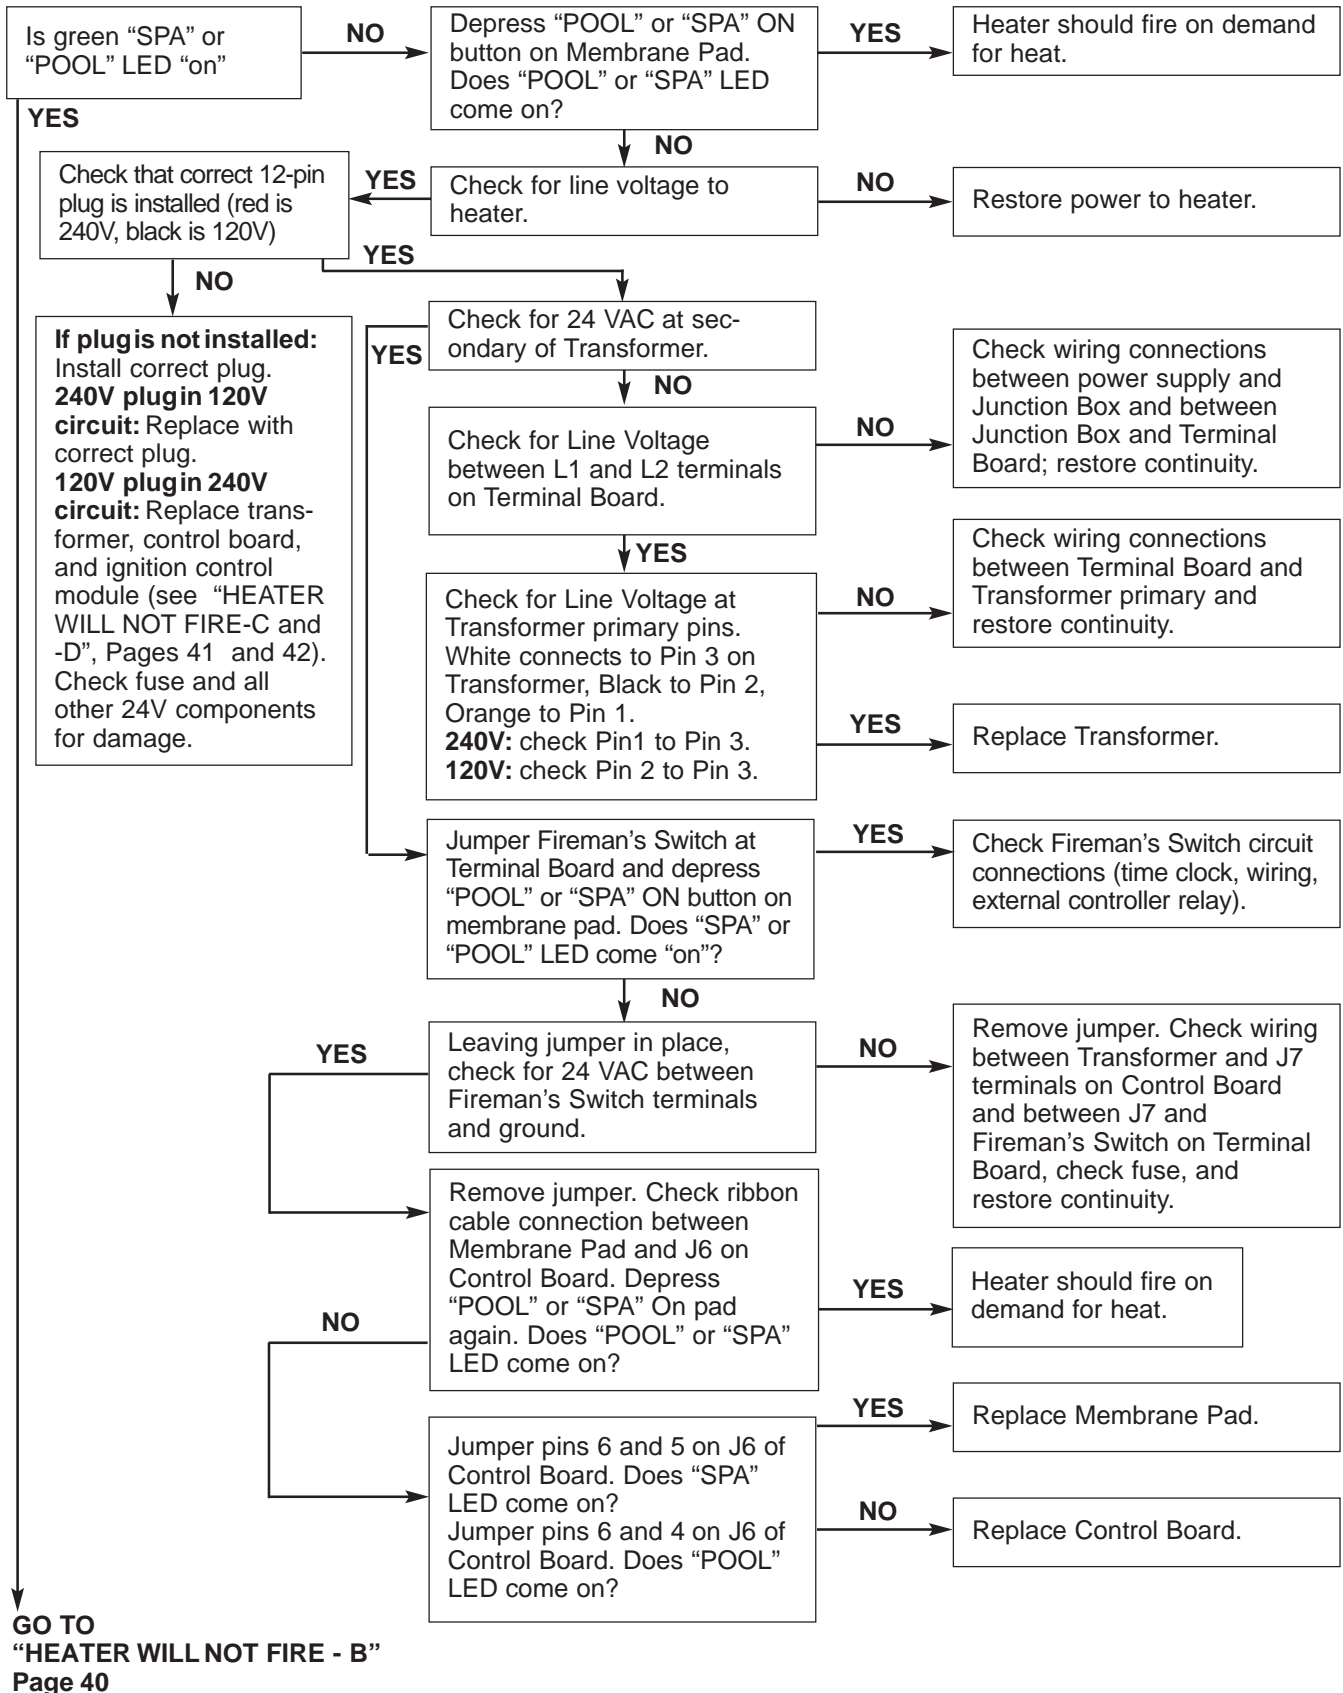 Is green “SPA” or
“POOL” LED “on”
NO
Depress “POOL” or “SPA” ON
button on Membrane Pad.
Does “POOL” or “SPA” LED
come on?
YES
Heater should fire on demand
for heat.
YES
NO
Check that correct 12-pin
plug is installed (red is
240V, black is 120V)
YES
Check for line voltage to
heater.
NO
Restore power to heater.
YES
NO
If plug is not installed:
Install correct plug.
240V plug in 120V
circuit: Replace with
correct plug.
120V plug in 240V
circuit: Replace trans-
former, control board,
and ignition control
module (see “HEATER
WILL NOT FIRE-C and
-D”, Pages 41 and 42).
Check fuse and all
other 24V components
for damage.
YES
Check for 24 VAC at sec-
ondary of Transformer.
NO
Check for Line Voltage
between L1 and L2 terminals
on Terminal Board.
NO
Check wiring connections
between power supply and
Junction Box and between
Junction Box and Terminal
Board; restore continuity.
YES
Check for Line Voltage at
Transformer primary pins.
White connects to Pin 3 on
Transformer, Black to Pin 2,
Orange to Pin 1.
240V: check Pin1 to Pin 3.
120V: check Pin 2 to Pin 3.
NO
Check wiring connections
between Terminal Board and
Transformer primary and
restore continuity.
YES
Replace Transformer.
Jumper Fireman’s Switch at
Terminal Board and depress
“POOL” or “SPA” ON button on
membrane pad. Does “SPA” or
“POOL” LED come “on”?
YES
Check Fireman’s Switch circuit
connections (time clock, wiring,
external controller relay).
NO
YES
Leaving jumper in place,
check for 24 VAC between
Fireman’s Switch terminals
and ground.
NO
Remove jumper. Check wiring
between Transformer and J7
terminals on Control Board
and between J7 and
Fireman’s Switch on Terminal
Board, check fuse, and
restore continuity.
Remove jumper. Check ribbon
cable connection between
Membrane Pad and J6 on
Control Board. Depress
“POOL” or “SPA” On pad
again. Does “POOL” or “SPA”
LED come on?
YES
Heater should fire on
demand for heat.
NO
Jumper pins 6 and 5 on J6 of
Control Board. Does “SPA”
LED come on?
Jumper pins 6 and 4 on J6 of
Control Board. Does “POOL”
LED come on?
YES
Replace Membrane Pad.
NO
Replace Control Board.
GO TO
“HEATER WILL NOT FIRE - B”
Page 40